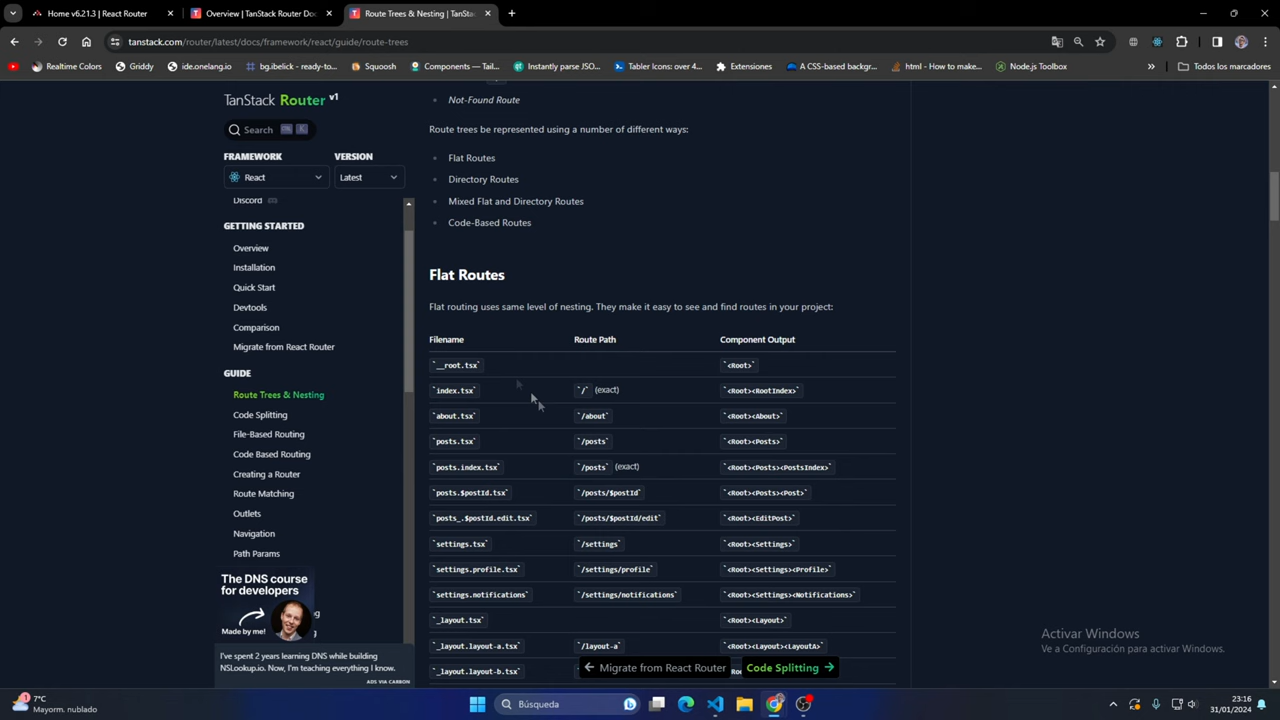 Home v6.21.3 | React Router
Overview | TanStack Router Doc
Route Trees & Nesting | TanSt
tanstack.com/router/latest/docs/framework/react/guide/route-trees
Realtime Colors
Griddy
ide.onelang.io
bg.ibelick - ready-to...
Squoosh
Components — Tail...
Instantly parse JSO...
Tabler Icons: over 4...
Extensiones
A CSS-based backgr...
html - How to make...
Node.js Toolbox
»
Todos los marcadores
TanStack Router v1
Search
K
FRAMEWORK
VERSION
React
Latest
Discord
GETTING STARTED
Overview
Installation
Quick Start
Devtools
Comparison
Migrate from React Router
GUIDE
Route Trees & Nesting
Code Splitting
File-Based Routing
Code Based Routing
Creating a Router
Route Matching
Outlets
Navigation
Path Params
The DNS course
for developers
Made by me!
I've spent 2 years learning DNS while building
NSLookup.io. Now, I'm teaching everything I know.
ADS VIA CARBON
Not-Found Route
Route trees be represented using a number of different ways:
Flat Routes
Directory Routes
Mixed Flat and Directory Routes
Code-Based Routes
Flat Routes
Flat routing uses same level of nesting. They make it easy to see and find routes in your project:
Filename Route Path Component Output
`__root.tsx` `<Root>`
`index.tsx` `/` (exact) `<Root><RootIndex>`
`about.tsx` `/about` `<Root><About>`
`posts.tsx` `/posts` `<Root><Posts>`
`posts.index.tsx` `/posts` (exact) `<Root><Posts><PostsIndex>`
`posts.$postId.tsx` `/posts/$postId` `<Root><Posts><Post>`
`posts_.$postId.edit.tsx` `/posts/$postId/edit` `<Root><EditPost>`
`settings.tsx` `/settings` `<Root><Settings>`
`settings.profile.tsx` `/settings/profile` `<Root><Settings><Profile>`
`settings.notifications` `/settings/notifications` `<Root><Settings><Notifications>`
`_layout.tsx` `<Root><Layout>`
`_layout.layout-a.tsx` `/layout-a` `<Root><Layout><LayoutA>`
`_layout.layout-b.tsx`
← Migrate from React Router
Code Splitting →
Activar Windows
Ve a Configuración para activar Windows.
1
7°C
Mayorm. nublado
Búsqueda
23:16
31/01/2024